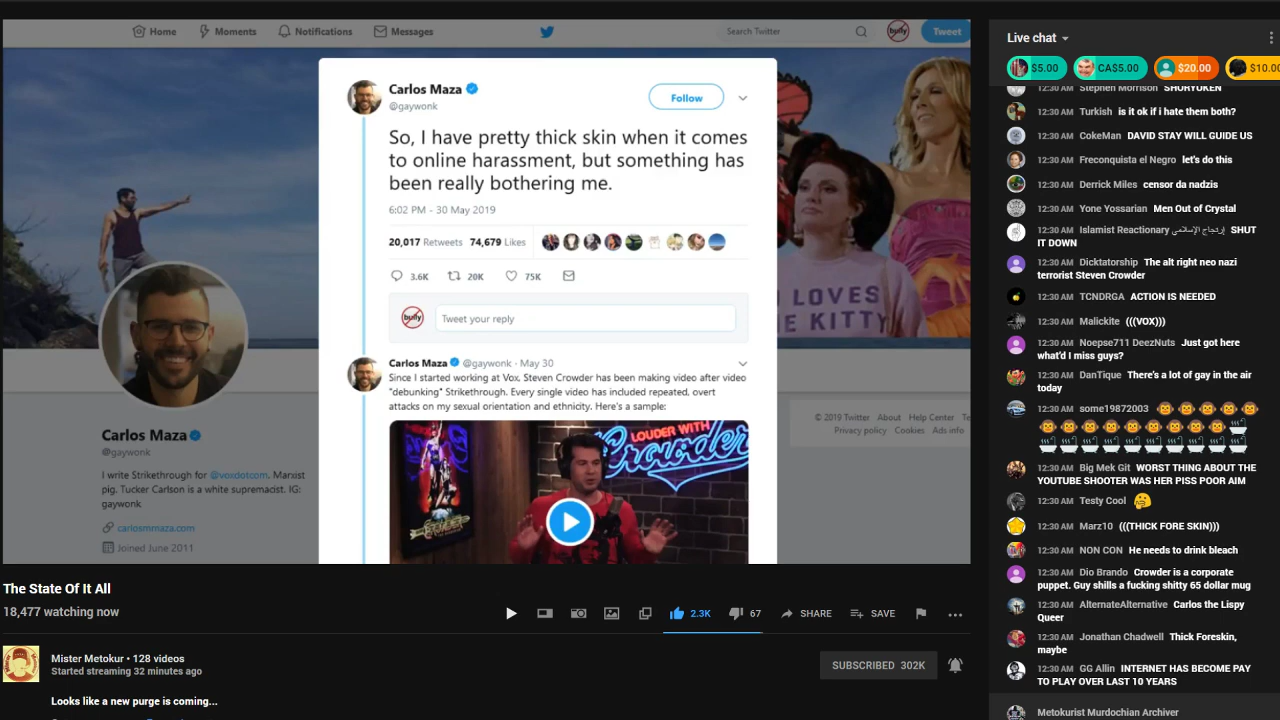 Home
Moments
Notifications
Messages
Search Twitter
bully
Tweet
Carlos Maza
@gaywonk
Follow
So, I have pretty thick skin when it comes
to online harassment, but something has
been really bothering me.
6:02 PM - 30 May 2019
20,017 Retweets 74,679 Likes
3.6K 20K 75K
bully
Tweet your reply
Carlos Maza @gaywonk · May 30
Since I started working at Vox, Steven Crowder has been making video after video
"debunking" Strikethrough. Every single video has included repeated, overt
attacks on my sexual orientation and ethnicity. Here's a sample:
LOUDER WITH
Crowder
Carlos Maza
@gaywonk
I write Strikethrough for @voxdotcom. Marxist
pig. Tucker Carlson is a white supremacist. IG:
gaywonk
carlosmmaza.com
Joined June 2011
LOVES
E KITTY
© 2019 Twitter About Help Center Te
Privacy policy Cookies Ads info
The State Of It All
18,477 watching now
2.3K 67 SHARE SAVE
Mister Metokur • 128 videos
Started streaming 32 minutes ago
SUBSCRIBED 302K
Looks like a new purge is coming...
Live chat
$5.00 CA$5.00 $20.00 $10.00
12:30 AM Stephen Morrison SHORYUKEN
12:30 AM Turkish is it ok if i hate them both?
12:30 AM CokeMan DAVID STAY WILL GUIDE US
12:30 AM Freconquista el Negro let's do this
12:30 AM Derrick Miles censor da nadzis
12:30 AM Yone Yossarian Men Out of Crystal
12:30 AM Islamist Reactionary إرتجاج الإسلامي SHUT
IT DOWN
12:30 AM Dicktatorship The alt right neo nazi
terrorist Steven Crowder
12:30 AM TCNDRGA ACTION IS NEEDED
12:30 AM Malickite (((VOX)))
12:30 AM Noepse711 DeezNuts Just got here
what'd I miss guys?
12:30 AM DanTique There's a lot of gay in the air
today
12:30 AM some19872003
12:30 AM Big Mek Git WORST THING ABOUT THE
YOUTUBE SHOOTER WAS HER PISS POOR AIM
12:30 AM Testy Cool
12:30 AM Marz10 (((THICK FORE SKIN)))
12:30 AM NON CON He needs to drink bleach
12:30 AM Dio Brando Crowder is a corporate
puppet. Guy shills a fucking shitty 65 dollar mug
12:30 AM AlternateAlternative Carlos the Lispy
Queer
12:30 AM Jonathan Chadwell Thick Foreskin,
maybe
12:30 AM GG Allin INTERNET HAS BECOME PAY
TO PLAY OVER LAST 10 YEARS
Metokurist Murdochian Archiver